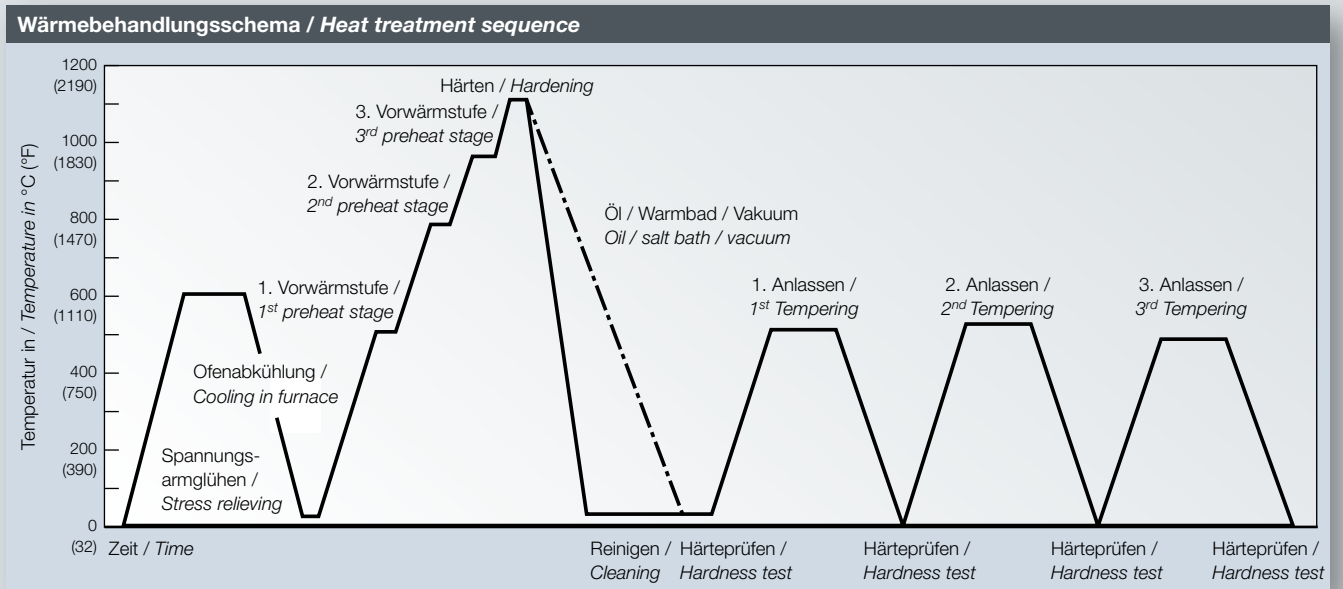 Wärmebehandlungsschema / Heat treatment sequence
Temperatur in / Temperature in °C (°F)
1200
(2190)
1000
(1830)
800
(1470)
600
(1110)
400
(750)
200
(390)
0
(32)
Härten / Hardening
3. Vorwärmstufe /
3rd preheat stage
2. Vorwärmstufe /
2nd preheat stage
1. Vorwärmstufe /
1st preheat stage
Öl / Warmbad / Vakuum
Oil / salt bath / vacuum
Ofenabkühlung /
Cooling in furnace
Spannungs-
armglühen /
Stress relieving
1. Anlassen /
1st Tempering
2. Anlassen /
2nd Tempering
3. Anlassen /
3rd Tempering
Zeit / Time
Reinigen /
Cleaning
Härteprüfen /
Hardness test
Härteprüfen /
Hardness test
Härteprüfen /
Hardness test
Härteprüfen /
Hardness test